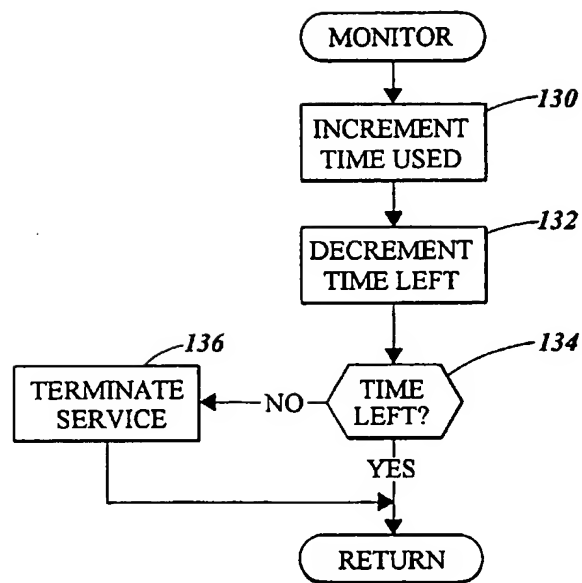 MONITOR
130
INCREMENT
TIME USED
132
DECREMENT
TIME LEFT
134
TIME
LEFT?
136
TERMINATE
SERVICE
NO
YES
RETURN